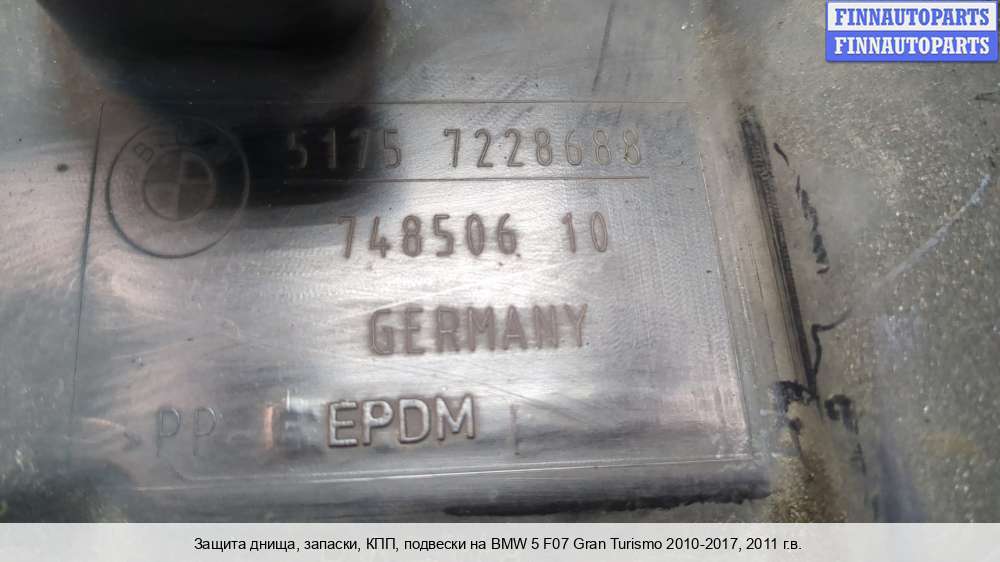 FINNAUTOPARTS
FINNAUTOPARTS
5175 7228688
748506 10
GERMANY
PP EPDM
Защита днища, запаски, КПП, подвески на BMW 5 F07 Gran Turismo 2010-2017, 2011 г.в.